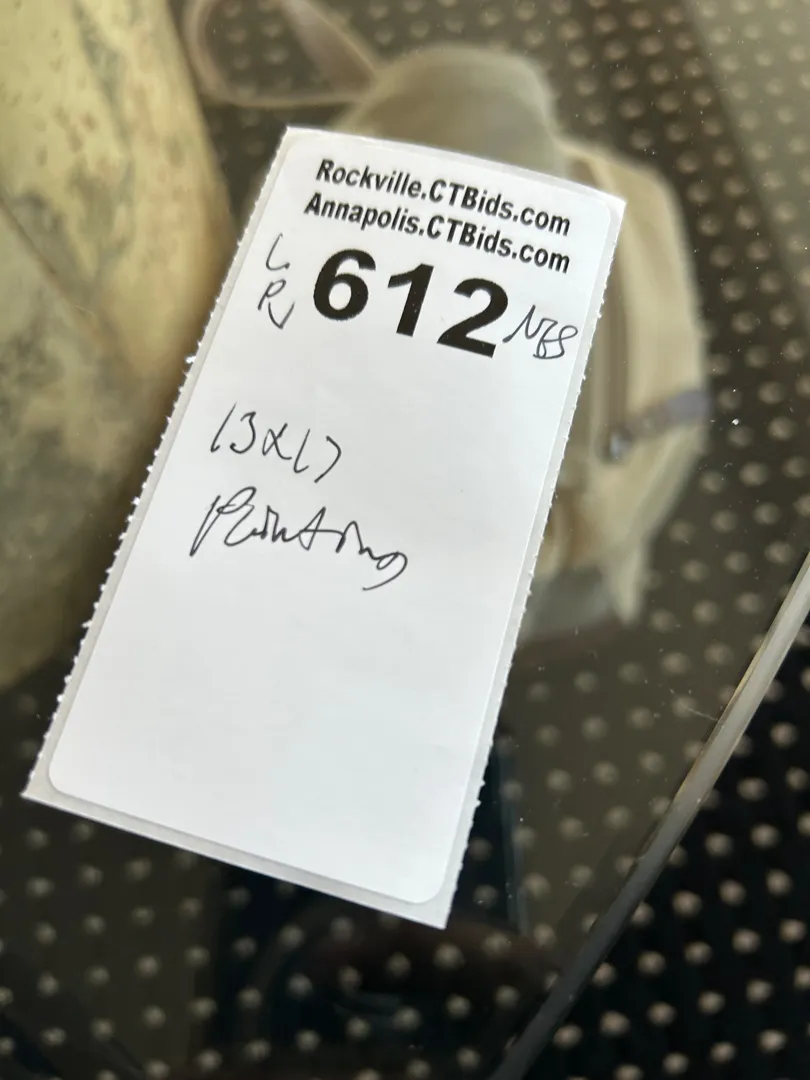 Rockville.CTBids.com
Annapolis.CTBids.com
612
13x17
Painting